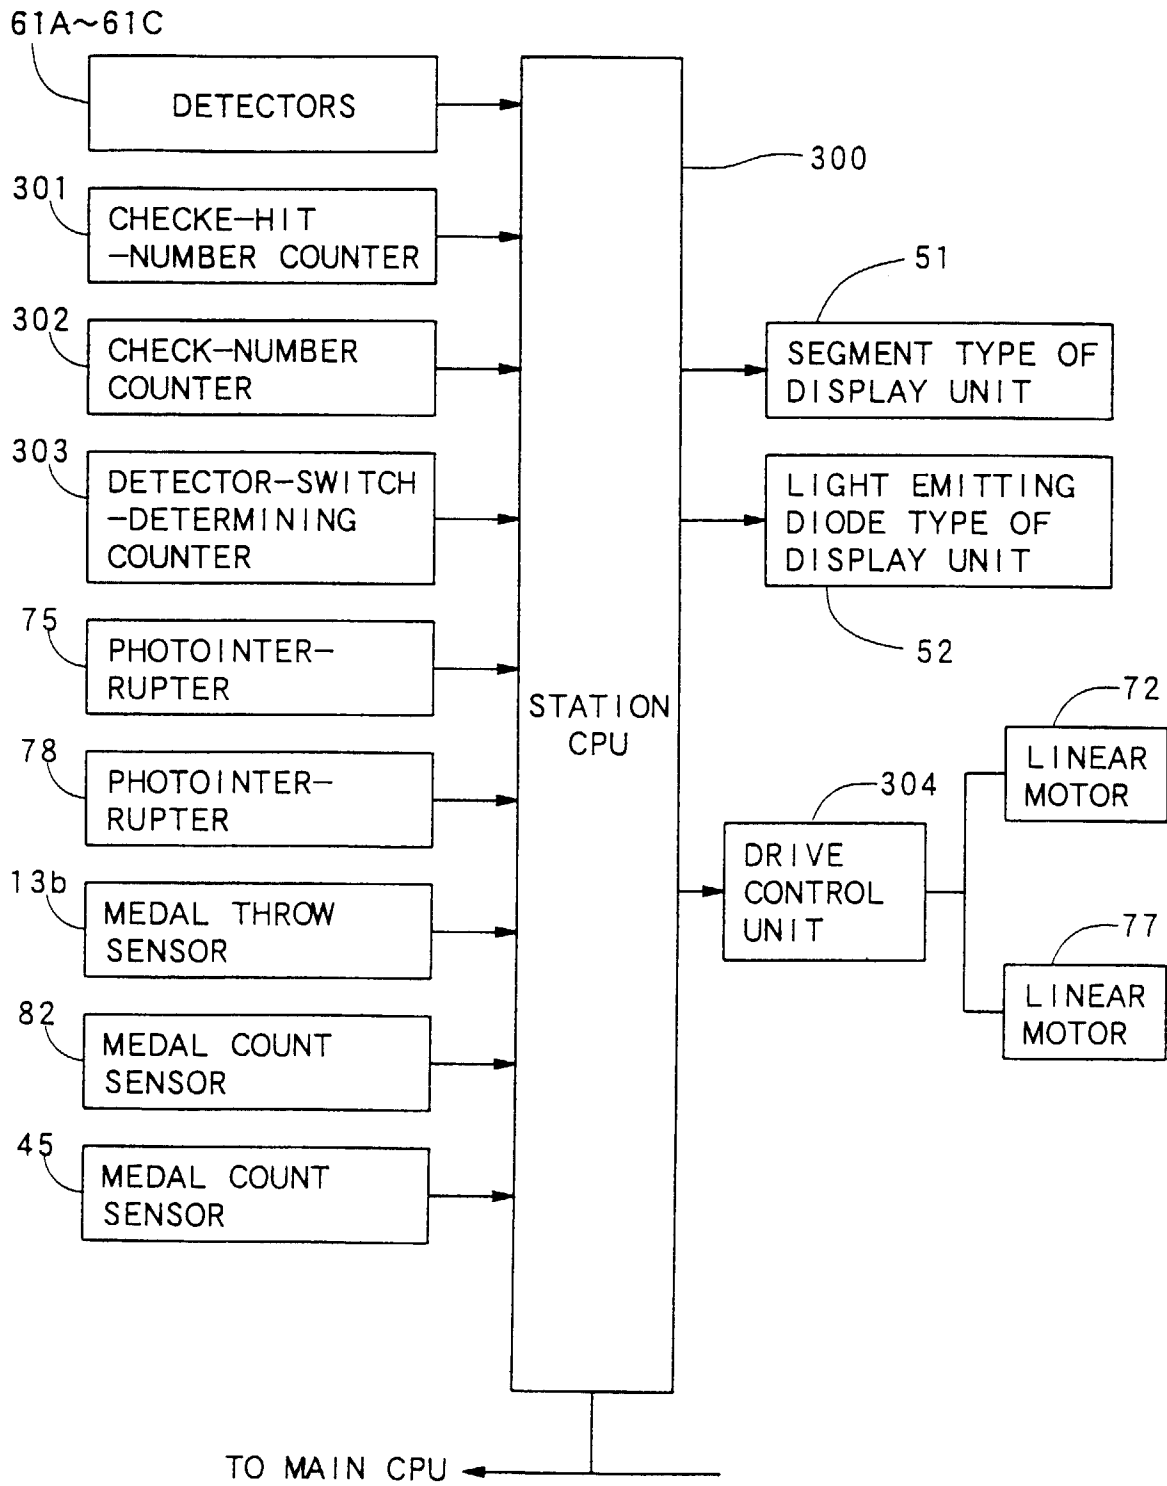 61A~61C
DETECTORS
301
CHECKE-HIT
-NUMBER COUNTER
302
CHECK-NUMBER
COUNTER
303
DETECTOR-SWITCH
-DETERMINING
COUNTER
75
PHOTOINTER-
RUPTER
78
PHOTOINTER-
RUPTER
13b
MEDAL THROW
SENSOR
82
MEDAL COUNT
SENSOR
45
MEDAL COUNT
SENSOR
STATION
CPU
300
51
SEGMENT TYPE OF
DISPLAY UNIT
LIGHT EMITTING
DIODE TYPE OF
DISPLAY UNIT
52
304
DRIVE
CONTROL
UNIT
72
LINEAR
MOTOR
77
LINEAR
MOTOR
TO MAIN CPU